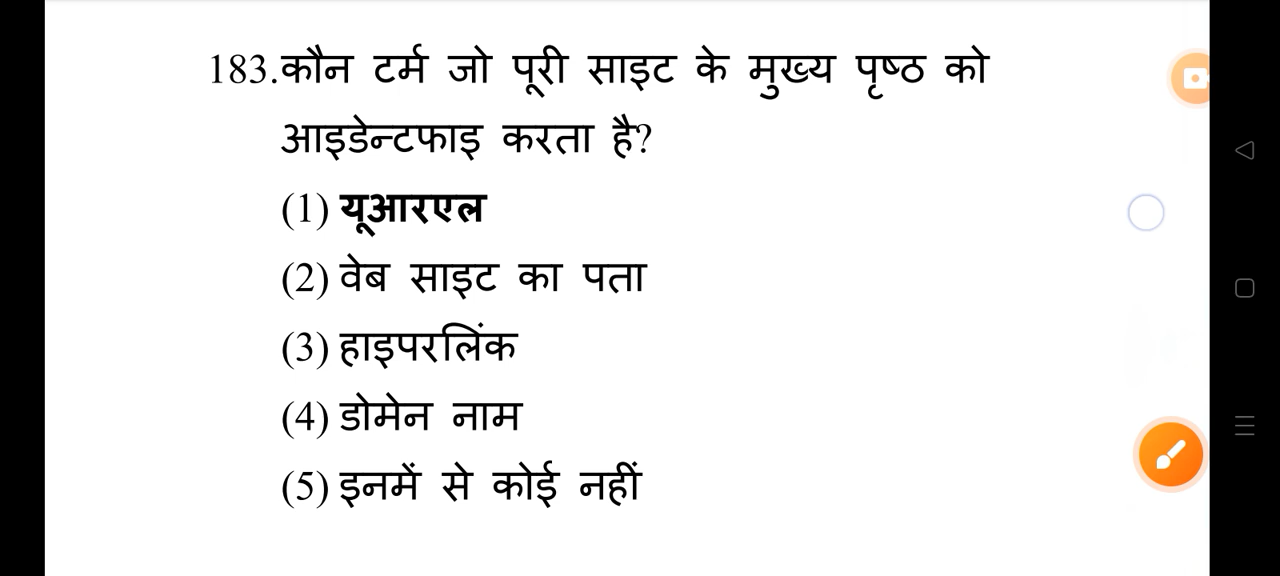 183.कौन टर्म जो पूरी साइट के मुख्य पृष्ठ को
आइडेन्टफाइ करता है?
(1) यूआरएल
(2) वेब साइट का पता
(3) हाइपरलिंक
(4) डोमेन नाम
(5) इनमें से कोई नहीं